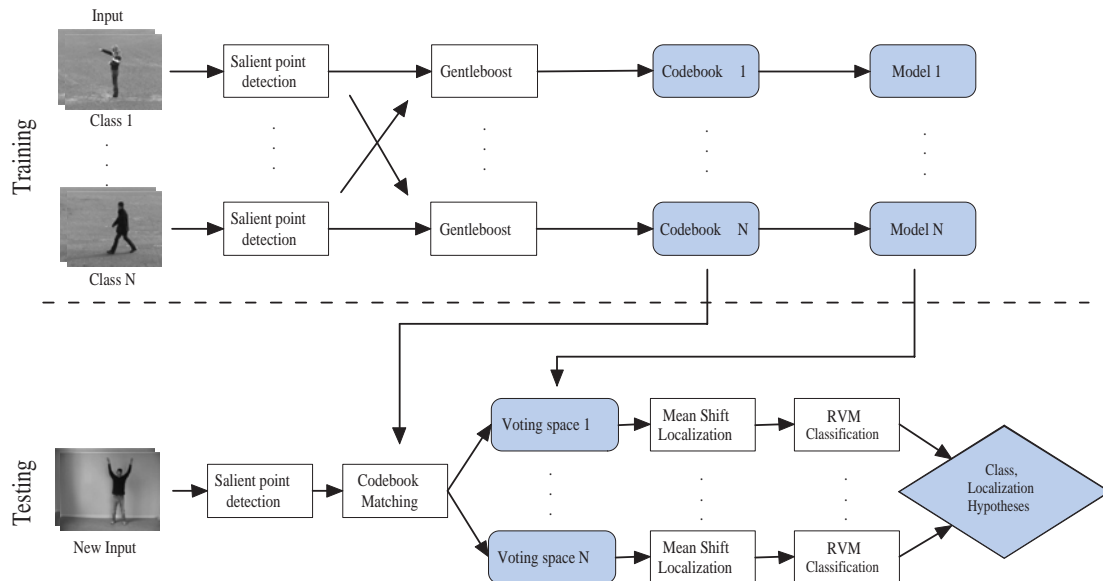 Input
Class 1
Salient point
detection
Gentleboost
Codebook 1
Model 1
Training
Class N
Salient point
detection
Gentleboost
Codebook N
Model N
Testing
New Input
Salient point
detection
Codebook
Matching
Voting space 1
Mean Shift
Localization
RVM
Classification
Voting space N
Mean Shift
Localization
RVM
Classification
Class,
Localization
Hypotheses